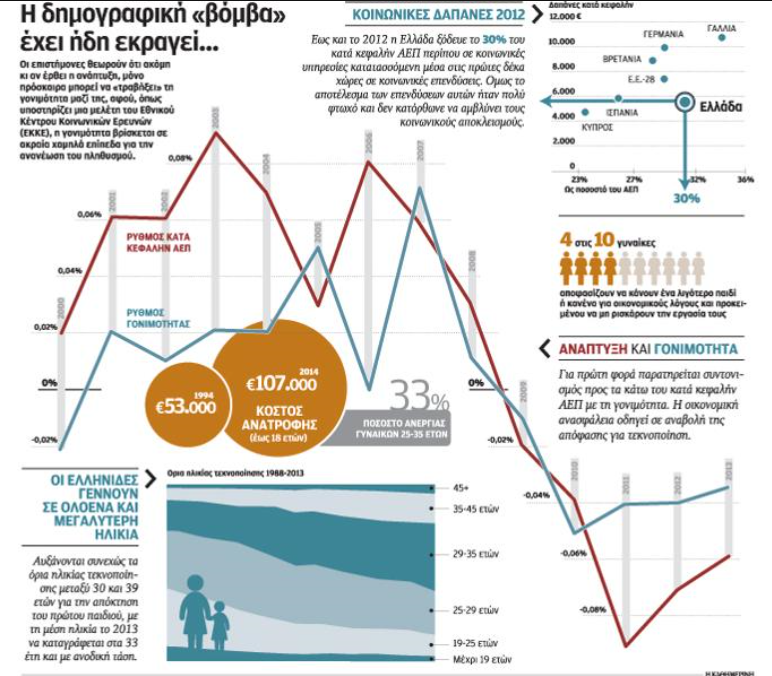 Η δημογραφική «βόμβα»
έχει ήδη εκραγεί...
Οι επιστήμονες θεωρούν ότι ακόμη
κι αν έρθει η ανάπτυξη, μόνο
πρόσκαιρα μπορεί να «τραβήξει» τη
γονιμότητα μαζί της, αφού, όπως
υποστηρίζει μια μελέτη του Εθνικού
Κέντρου Κοινωνικών Ερευνών
(ΕΚΚΕ), η γονιμότητα βρίσκεται σε
ακραία χαμηλά επίπεδα για την
ανανέωση του πληθυσμού.
ΚΟΙΝΩΝΙΚΕΣ ΔΑΠΑΝΕΣ 2012
Εως και το 2012 η Ελλάδα ξόδευε το 30% του
κατά κεφαλήν ΑΕΠ περίπου σε κοινωνικές
υπηρεσίες κατατασσόμενη μέσα στις πρώτες δέκα
χώρες σε κοινωνικές επενδύσεις. Ομως το
αποτέλεσμα των επενδύσεων αυτών ήταν πολύ
φτωχό και δεν κατόρθωνε να αμβλύνει τους
κοινωνικούς αποκλεισμούς.
Δαπάνες κατά κεφαλήν
12.000 €
10.000
8.000
6.000
4.000
2.000
0
ΓΑΛΛΙΑ
ΓΕΡΜΑΝΙΑ
ΒΡΕΤΑΝΙΑ
Ε.Ε.-28
Ελλάδα
ΙΣΠΑΝΙΑ
ΚΥΠΡΟΣ
23%
27%
32%
36%
Ως ποσοστό του ΑΕΠ
30%
0,08%
0,06%
0,04%
0,02%
0%
-0,02%
2000
2001
2002
2003
2004
2005
2006
2007
2008
2009
2010
2011
2012
2013
ΡΥΘΜΟΣ ΚΑΤΑ
ΚΕΦΑΛΗΝ ΑΕΠ
ΡΥΘΜΟΣ
ΓΟΝΙΜΟΤΗΤΑΣ
1994
€53.000
2014
€107.000
ΚΟΣΤΟΣ
ΑΝΑΤΡΟΦΗΣ
(έως 18 ετών)
33%
ΠΟΣΟΣΤΟ ΑΝΕΡΓΙΑΣ
ΓΥΝΑΙΚΩΝ 25-35 ΕΤΩΝ
0%
-0,02%
-0,04%
-0,06%
-0,08%
4 στις 10 γυναίκες
αποφασίζουν να κάνουν ένα λιγότερο παιδί
ή κανένα για οικονομικούς λόγους και προκει-
μένου να μη ρισκάρουν την εργασία τους
ΑΝΑΠΤΥΞΗ ΚΑΙ ΓΟΝΙΜΟΤΗΤΑ
Για πρώτη φορά παρατηρείται συντονι-
σμός προς τα κάτω του κατά κεφαλήν
ΑΕΠ με τη γονιμότητα. Η οικονομική
ανασφάλεια οδηγεί σε αναβολή της
απόφασης για τεκνοποίηση.
ΟΙ ΕΛΛΗΝΙΔΕΣ
ΓΕΝΝΟΥΝ
ΣΕ ΟΛΟΕΝΑ ΚΑΙ
ΜΕΓΑΛΥΤΕΡΗ
ΗΛΙΚΙΑ
Αυξάνονται συνεχώς τα
όρια ηλικίας τεκνοποίη-
σης μεταξύ 30 και 39
ετών για την απόκτηση
του πρώτου παιδιού, με
τη μέση ηλικία το 2013
να καταγράφεται στα 33
έτη και με ανοδική τάση.
Ορια ηλικίας τεκνοποίησης 1988-2013
45+
35-45 ετών
29-35 ετών
25-29 ετών
19-25 ετών
Μέχρι 19 ετών
Η ΚΑΘΗΜΕΡΙΝΗ